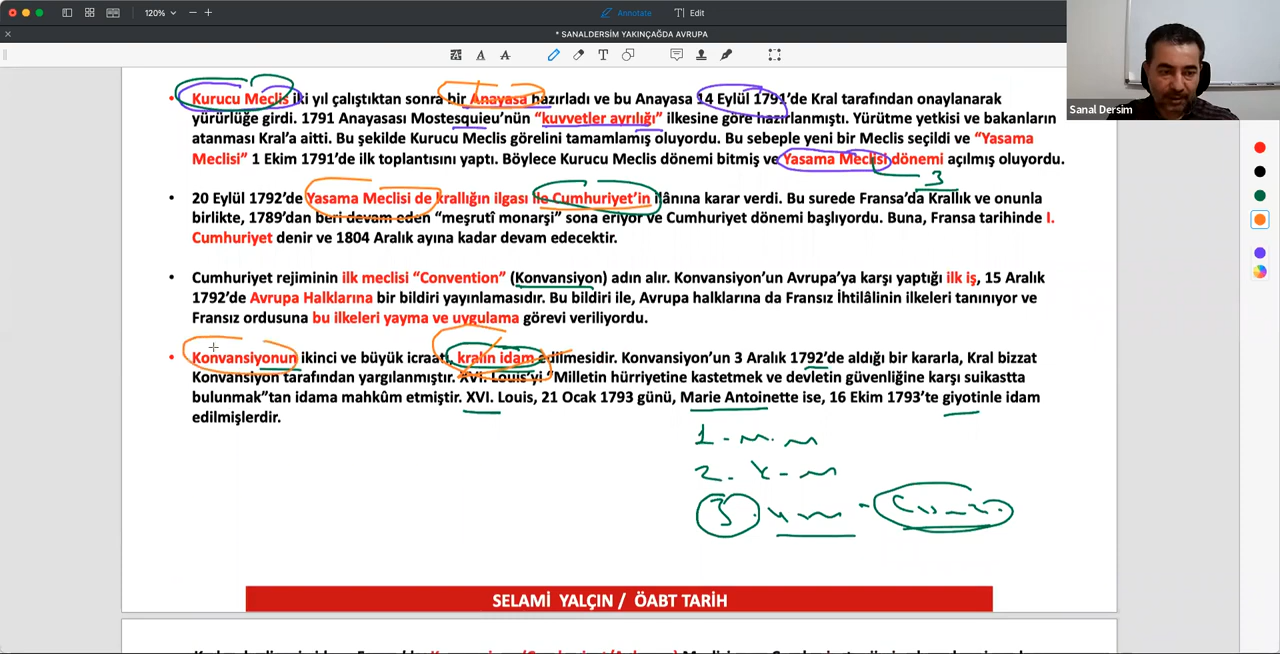 120%
Annotate
Edit
* SANALDERSİM YAKINÇAĞDA AVRUPA
Sanal Dersim
• Kurucu Meclis iki yıl çalıştıktan sonra bir Anayasa hazırladı ve bu Anayasa 14 Eylül 1791'de Kral tarafından onaylanarak
yürürlüğe girdi. 1791 Anayasası Mostesquieu'nün “kuvvetler ayrılığı” ilkesine göre hazırlanmıştı. Yürütme yetkisi ve bakanların
atanması Kral'a aitti. Bu şekilde Kurucu Meclis görelini tamamlamış oluyordu. Bu sebeple yeni bir Meclis seçildi ve “Yasama
Meclisi” 1 Ekim 1791'de ilk toplantısını yaptı. Böylece Kurucu Meclis dönemi bitmiş ve Yasama Meclisi dönemi açılmış oluyordu.
3
• 20 Eylül 1792'de Yasama Meclisi de krallığın ilgası ile Cumhuriyet'in ilânına karar verdi. Bu surede Fransa'da Krallık ve onunla
birlikte, 1789'dan beri devam eden “meşrutî monarşi” sona eriyor ve Cumhuriyet dönemi başlıyordu. Buna, Fransa tarihinde I.
Cumhuriyet denir ve 1804 Aralık ayına kadar devam edecektir.
• Cumhuriyet rejiminin ilk meclisi “Convention” (Konvansiyon) adın alır. Konvansiyon'un Avrupa'ya karşı yaptığı ilk iş, 15 Aralık
1792'de Avrupa Halklarına bir bildiri yayınlamasıdır. Bu bildiri ile, Avrupa halklarına da Fransız İhtilâlinin ilkeleri tanınıyor ve
Fransız ordusuna bu ilkeleri yayma ve uygulama görevi veriliyordu.
• Konvansiyonun ikinci ve büyük icraatı, kralın idam edilmesidir. Konvansiyon'un 3 Aralık 1792'de aldığı bir kararla, Kral bizzat
Konvansiyon tarafından yargılanmıştır. XVI. Louis'yi “Milletin hürriyetine kastetmek ve devletin güvenliğine karşı suikastta
bulunmak”tan idama mahkûm etmiştir. XVI. Louis, 21 Ocak 1793 günü, Marie Antoinette ise, 16 Ekim 1793'te giyotinle idam
edilmişlerdir.
1 -
2 -
3
SELAMİ YALÇIN / ÖABT TARİH